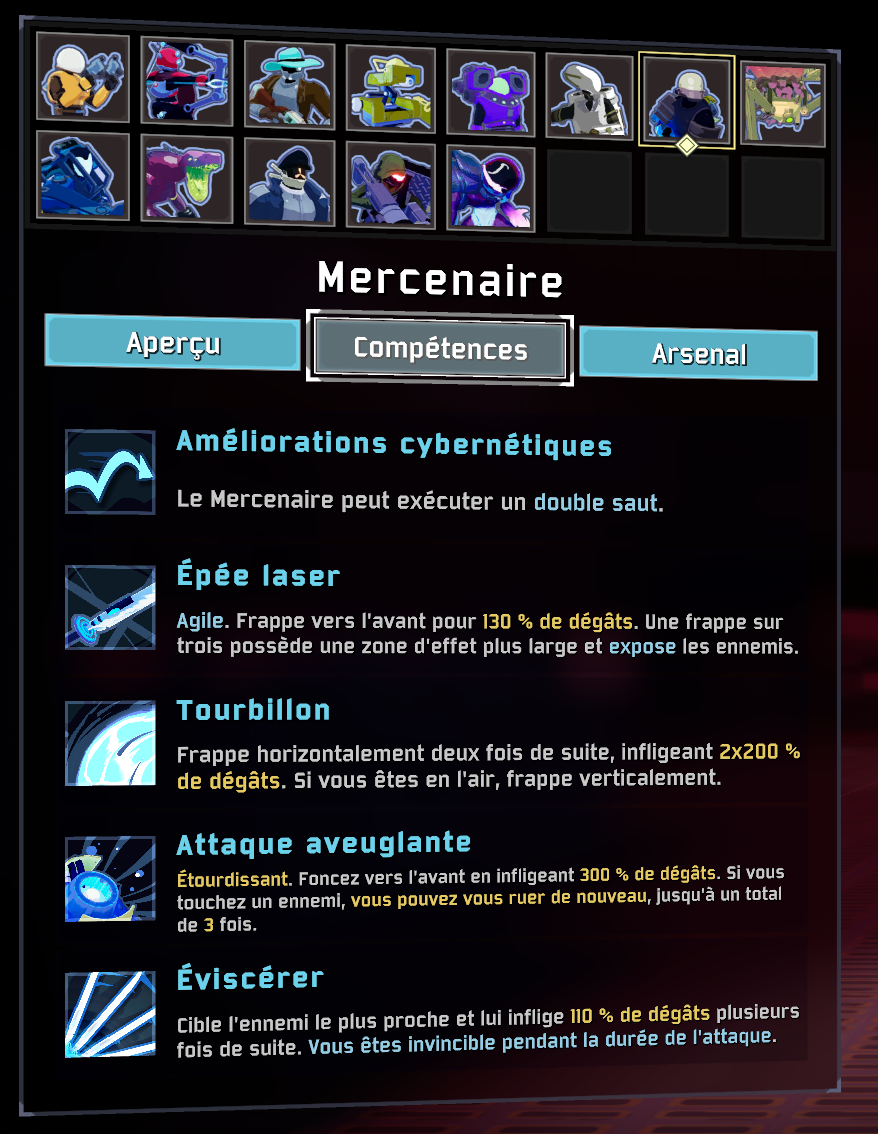 Mercenaire
Aperçu
Compétences
Arsenal
Améliorations cybernétiques
Le Mercenaire peut exécuter un double saut.
Épée laser
Agile. Frappe vers l'avant pour 130 % de dégâts. Une frappe sur
trois possède une zone d'effet plus large et expose les ennemis.
Tourbillon
Frappe horizontalement deux fois de suite, infligeant 2x200 %
de dégâts. Si vous êtes en l'air, frappe verticalement.
Attaque aveuglante
Étourdissant. Foncez vers l'avant en infligeant 300 % de dégâts. Si vous
touchez un ennemi, vous pouvez vous ruer de nouveau, jusqu'à un total
de 3 fois.
Éviscérer
Cible l'ennemi le plus proche et lui inflige 110 % de dégâts plusieurs
fois de suite. Vous êtes invincible pendant la durée de l'attaque.